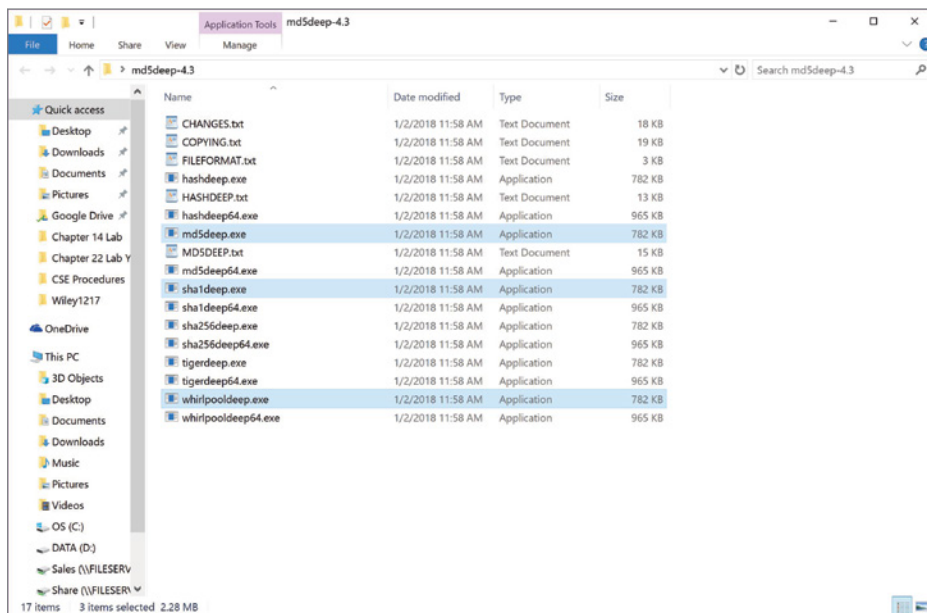 Application Tools md5deep-4.3
File Home Share View Manage
md5deep-4.3 Search md5deep-4.3
Name Date modified Type Size
Quick access
Desktop
Downloads
Documents
Pictures
Google Drive
Chapter 14 Lab
Chapter 22 Lab Y
CSE Procedures
Wiley1217
OneDrive
This PC
3D Objects
Desktop
Documents
Downloads
Music
Pictures
Videos
OS (C:)
DATA (D:)
Sales (\\FILESERV
Share (\\FILESERV
CHANGES.txt 1/2/2018 11:58 AM Text Document 18 KB
COPYING.txt 1/2/2018 11:58 AM Text Document 19 KB
FILEFORMAT.txt 1/2/2018 11:58 AM Text Document 3 KB
hashdeep.exe 1/2/2018 11:58 AM Application 782 KB
HASHDEEP.txt 1/2/2018 11:58 AM Text Document 13 KB
hashdeep64.exe 1/2/2018 11:58 AM Application 965 KB
md5deep.exe 1/2/2018 11:58 AM Application 782 KB
MD5DEEP.txt 1/2/2018 11:58 AM Text Document 15 KB
md5deep64.exe 1/2/2018 11:58 AM Application 965 KB
sha1deep.exe 1/2/2018 11:58 AM Application 782 KB
sha1deep64.exe 1/2/2018 11:58 AM Application 965 KB
sha256deep.exe 1/2/2018 11:58 AM Application 782 KB
sha256deep64.exe 1/2/2018 11:58 AM Application 965 KB
tigerdeep.exe 1/2/2018 11:58 AM Application 782 KB
tigerdeep64.exe 1/2/2018 11:58 AM Application 965 KB
whirlpooldeep.exe 1/2/2018 11:58 AM Application 782 KB
whirlpooldeep64.exe 1/2/2018 11:58 AM Application 965 KB
17 items 3 items selected 2.28 MB